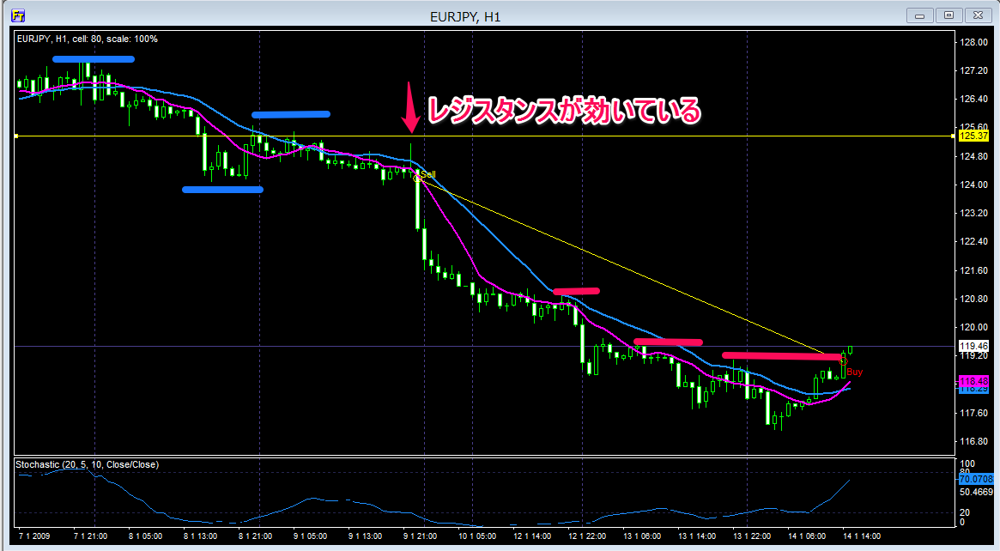 FT
EURJPY, H1
EURJPY, H1, cell: 80, scale: 100%
レジスタンスが効いている
Sell
Buy
128.00
127.20
126.40
125.60
125.37
124.80
124.00
123.20
122.40
121.60
120.80
120.00
119.46
119.20
118.48
118.29
117.60
116.80
Stochastic (20, 5, 10, Close/Close)
100
80
70.0708
50.4669
20
0
7 1 2009
7 1 21:00
8 1 05:00
8 1 13:00
8 1 21:00
9 1 05:00
9 1 13:00
9 1 21:00
10 1 05:00
12 1 14:00
12 1 22:00
13 1 06:00
13 1 14:00
13 1 22:00
14 1 06:00
14 1 14:00